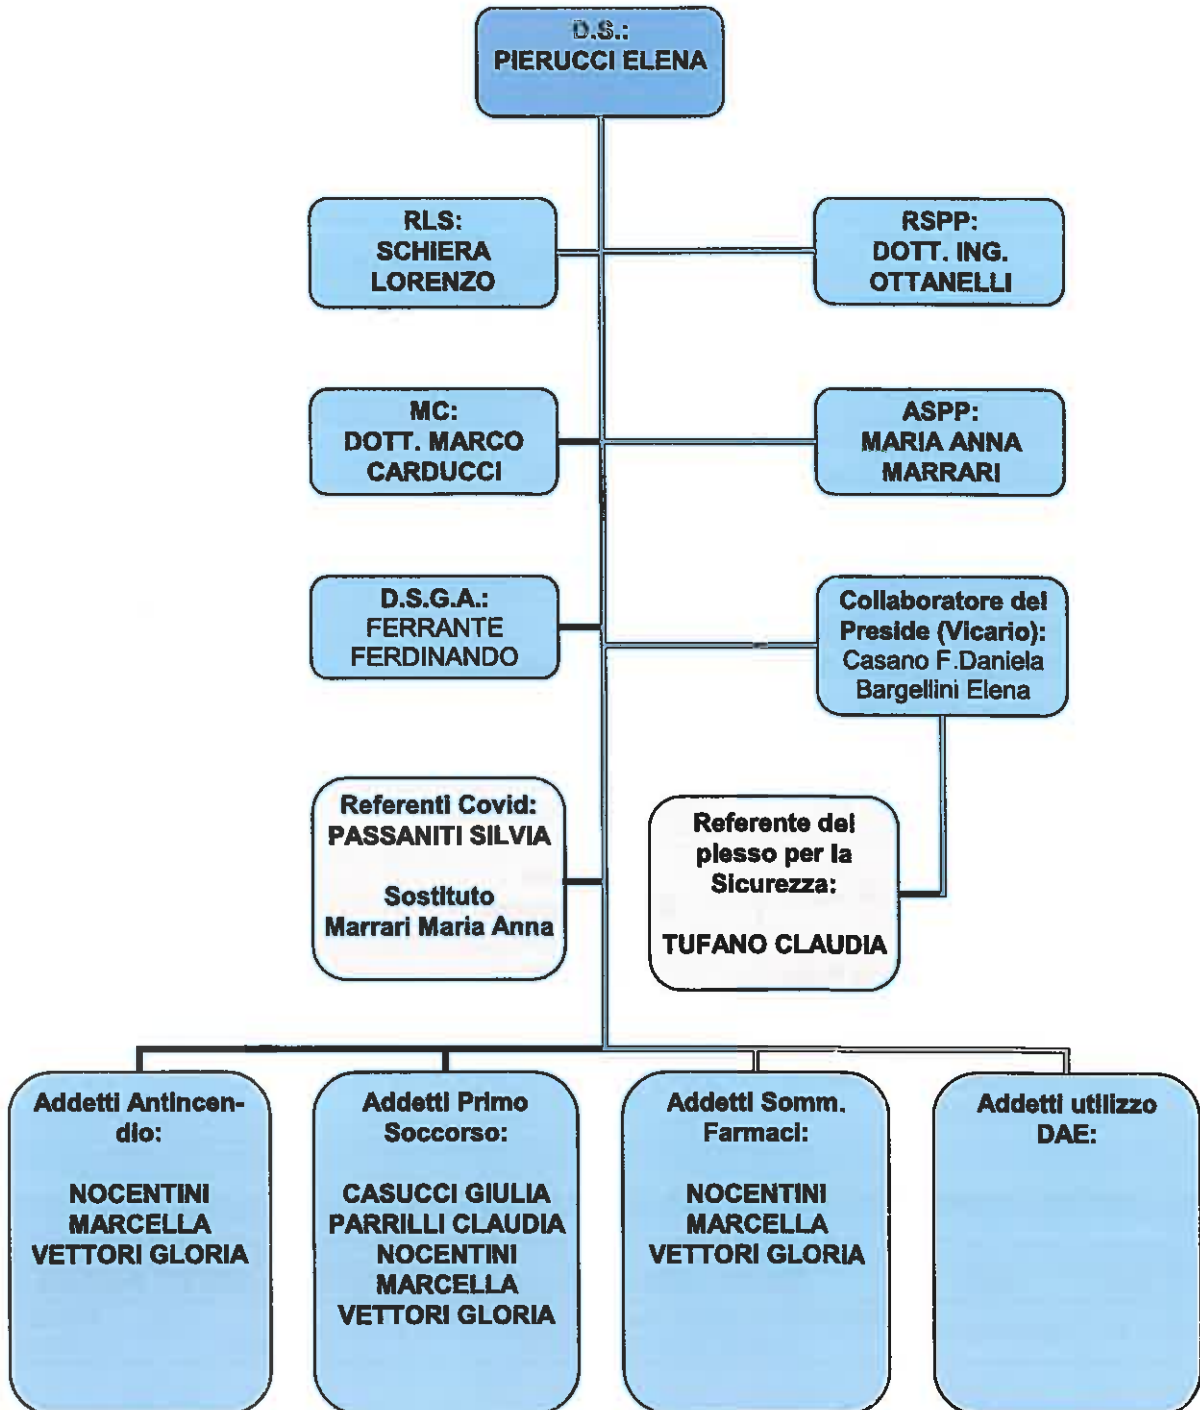 D.S.:
PIERUCCI ELENA
RLS:
SCHIERA
LORENZO
RSPP:
DOTT. ING.
OTTANELLI
MC:
DOTT. MARCO
CARDUCCI
ASPP:
MARIA ANNA
MARRARI
D.S.G.A.:
FERRANTE
FERDINANDO
Collaboratore del
Preside (Vicario):
Casano F.Daniela
Bargellini Elena
Referenti Covid:
PASSANITI SILVIA
Sostituto
Marrari Maria Anna
Referente del
plesso per la
Sicurezza:
TUFANO CLAUDIA
Addetti Antincen-
dio:
NOCENTINI
MARCELLA
VETTORI GLORIA
Addetti Primo
Soccorso:
CASUCCI GIULIA
PARRILLI CLAUDIA
NOCENTINI
MARCELLA
VETTORI GLORIA
Addetti Somm.
Farmaci:
NOCENTINI
MARCELLA
VETTORI GLORIA
Addetti utilizzo
DAE: